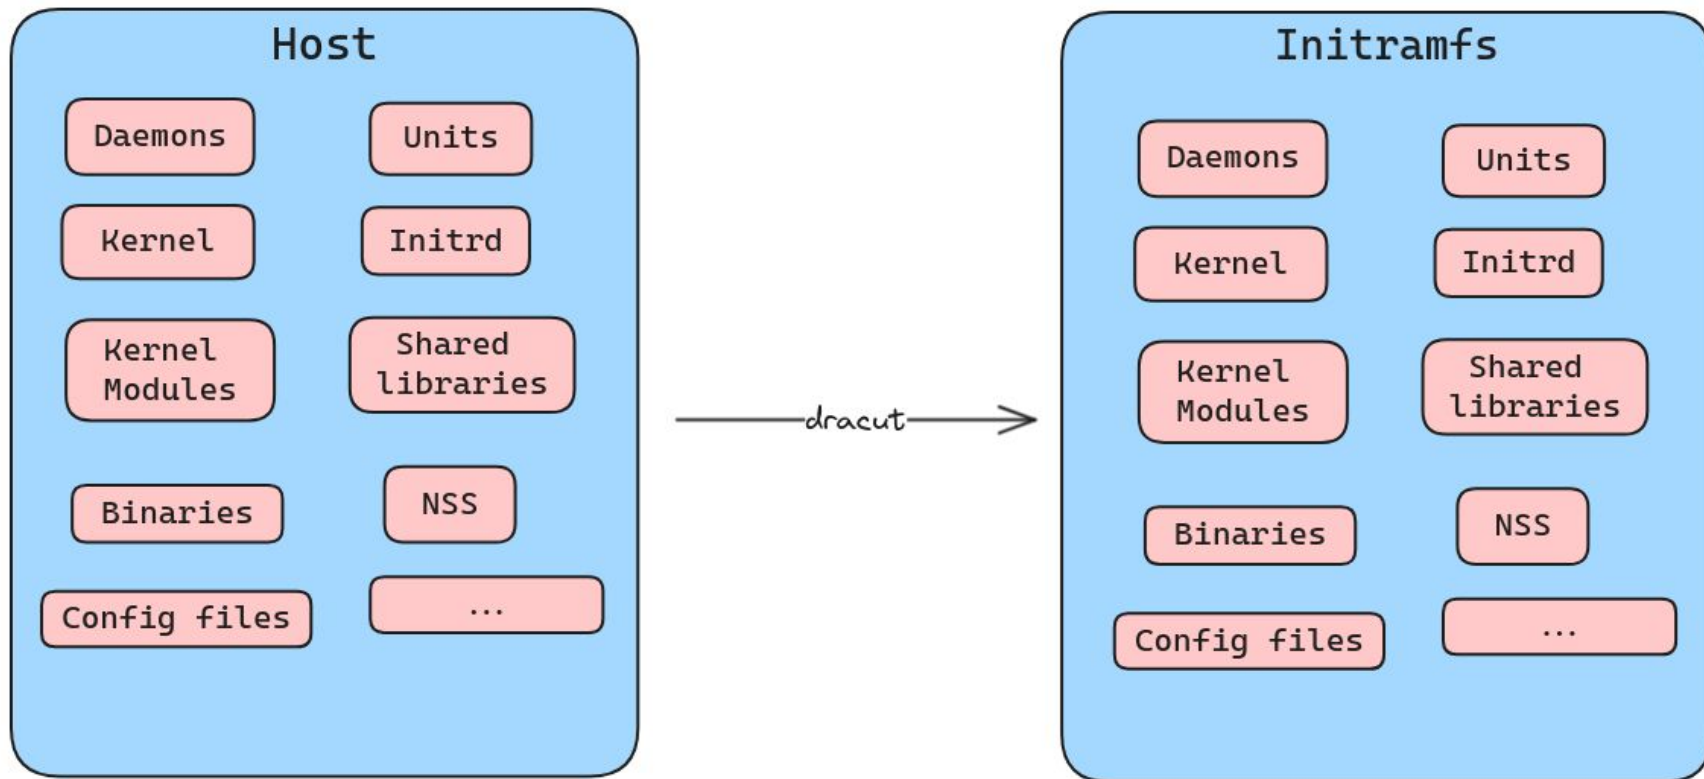 Host
Daemons
Units
Kernel
Initrd
Kernel
Modules
Shared
libraries
Binaries
NSS
Config files
...
dracut
Initramfs
Daemons
Units
Kernel
Initrd
Kernel
Modules
Shared
libraries
Binaries
NSS
Config files
...